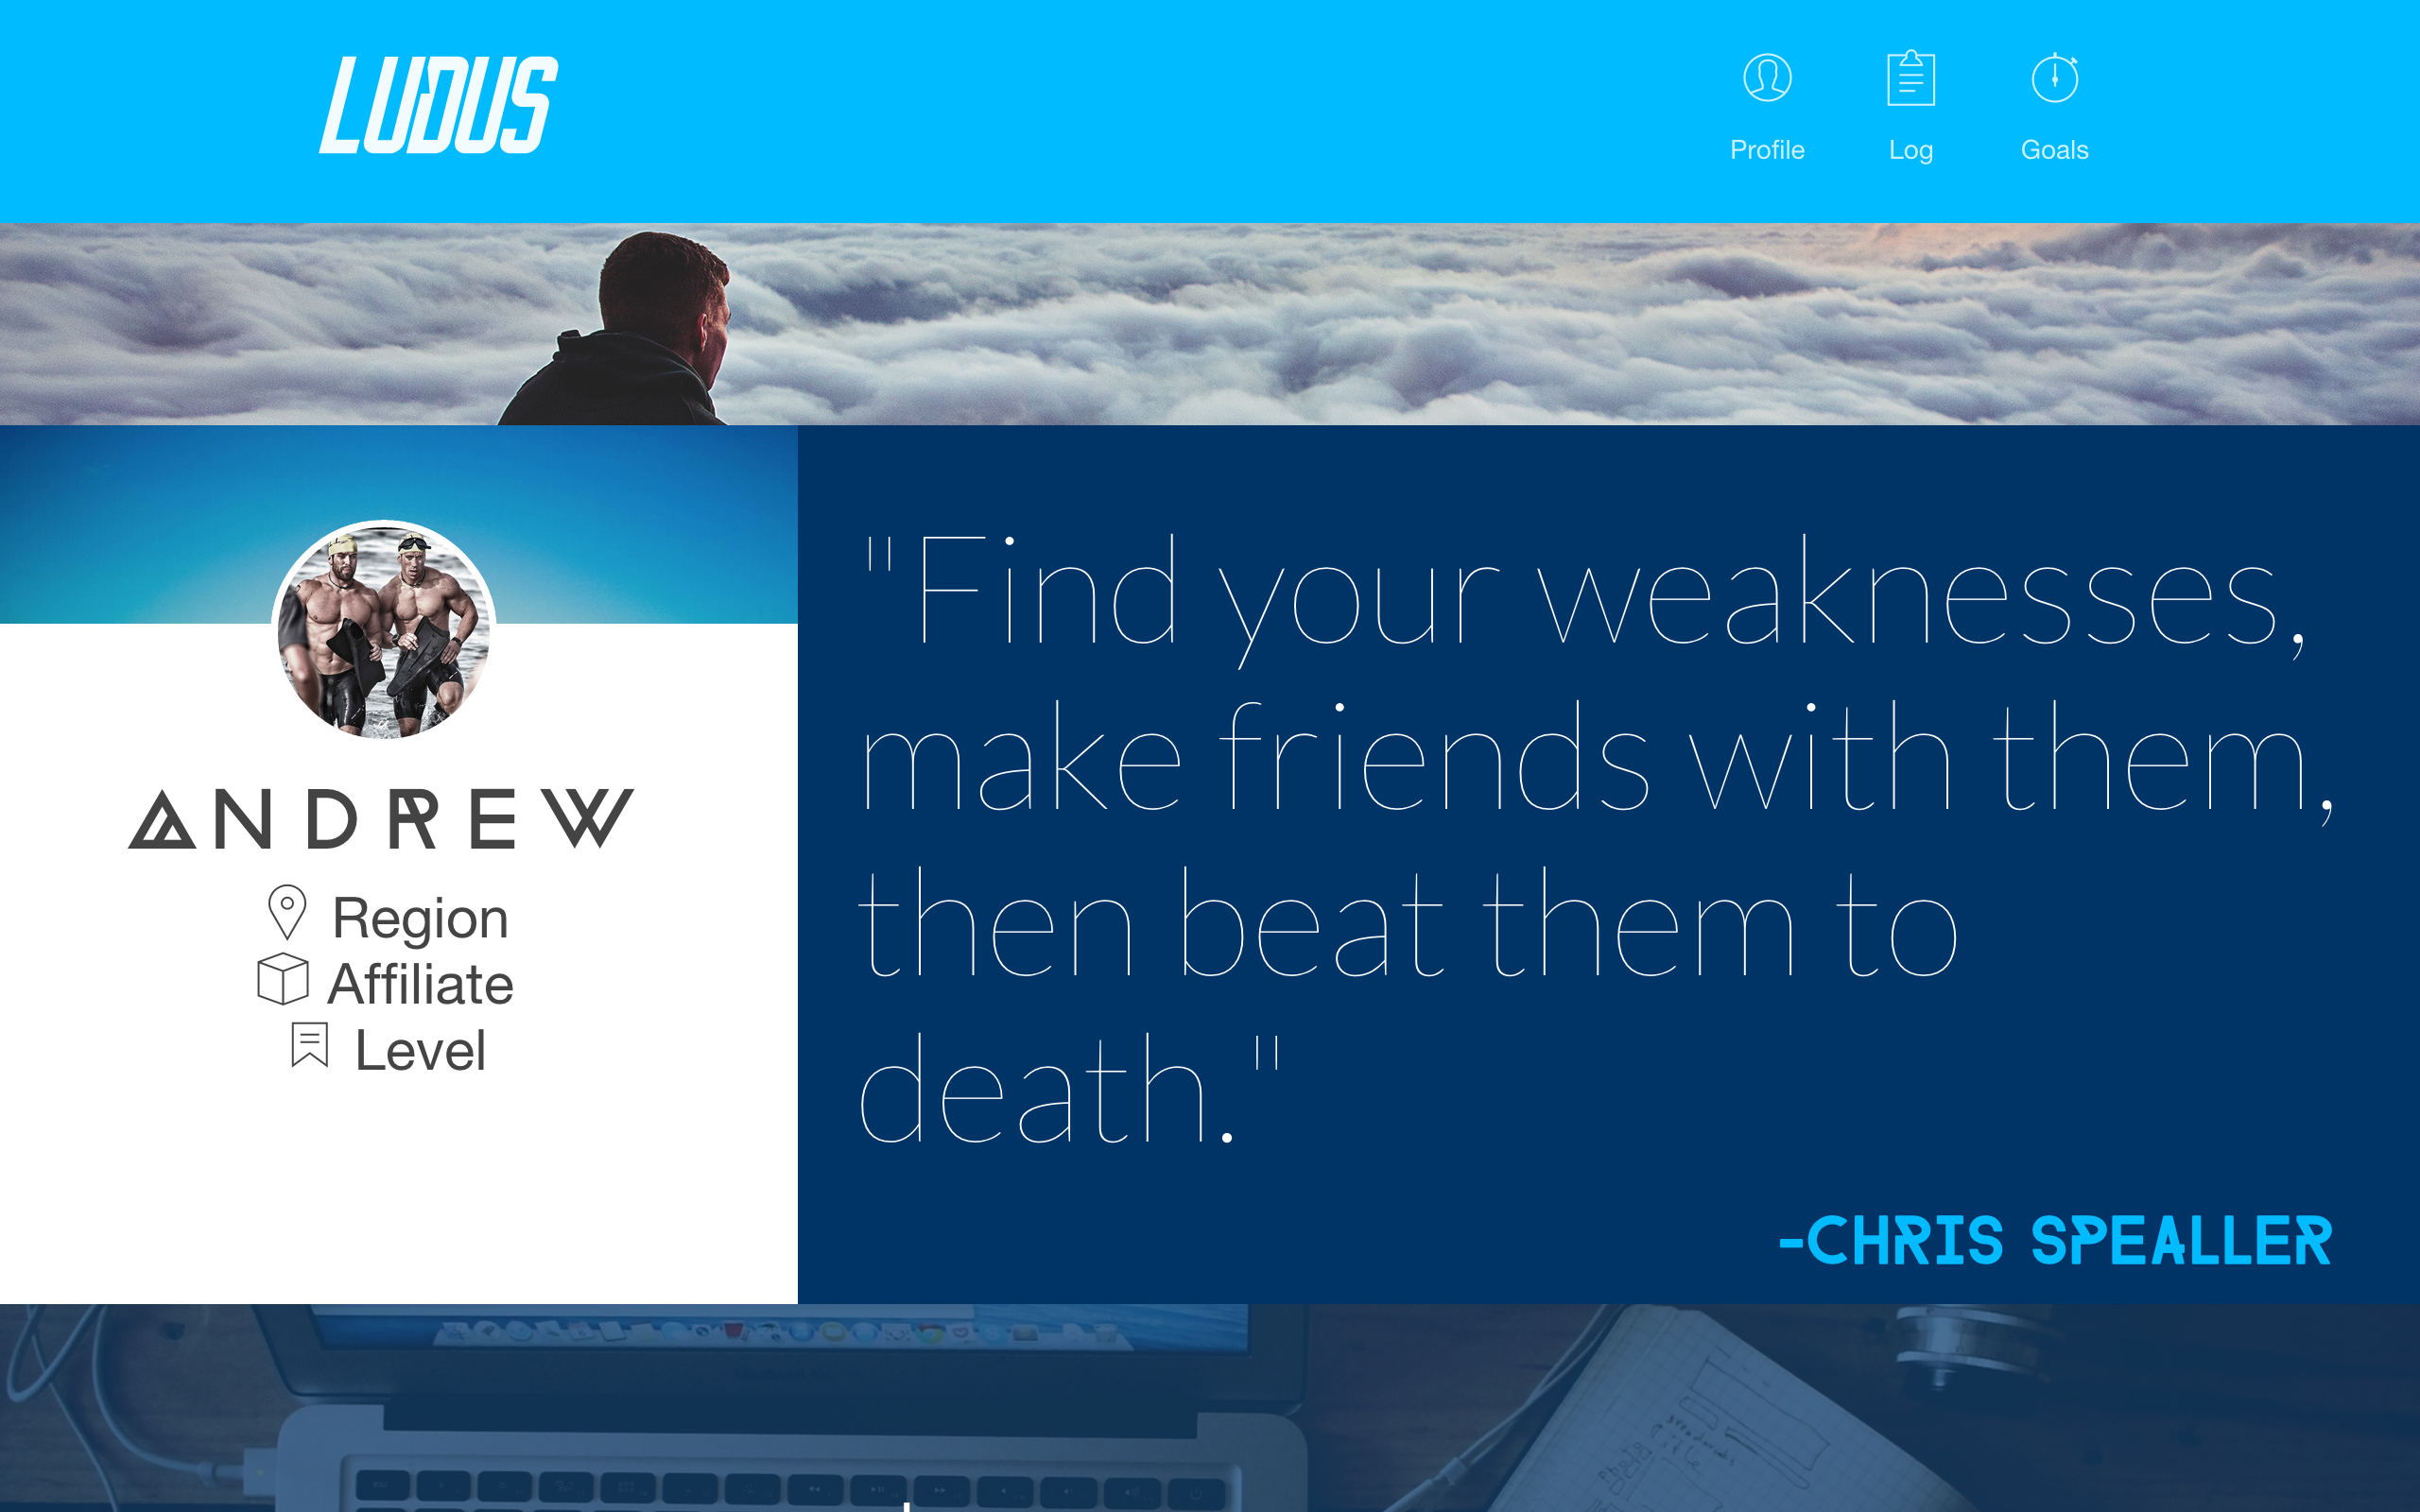 LUDUS
Profile
Log
Goals
ANDREW
Region
Affiliate
Level
"Find your weaknesses,
make friends with them,
then beat them to
death."
-CHRIS SPEALLER